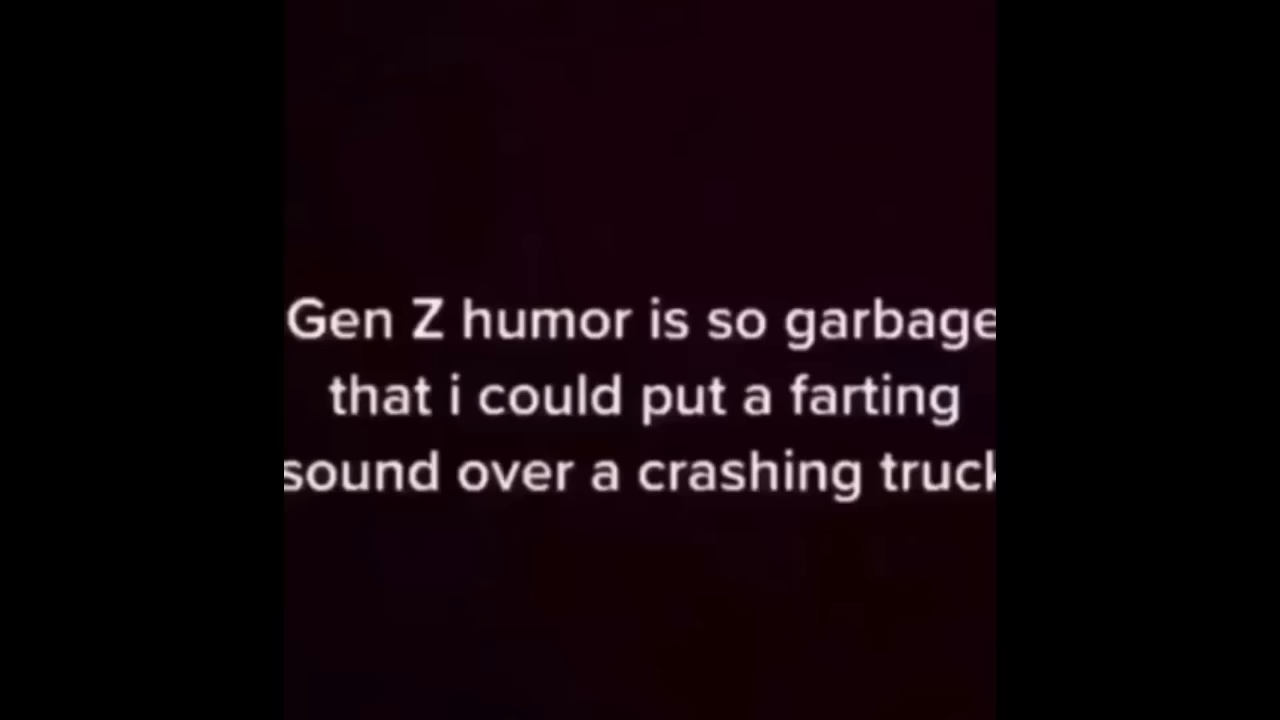 Gen Z humor is so garbage
that i could put a farting
sound over a crashing truck